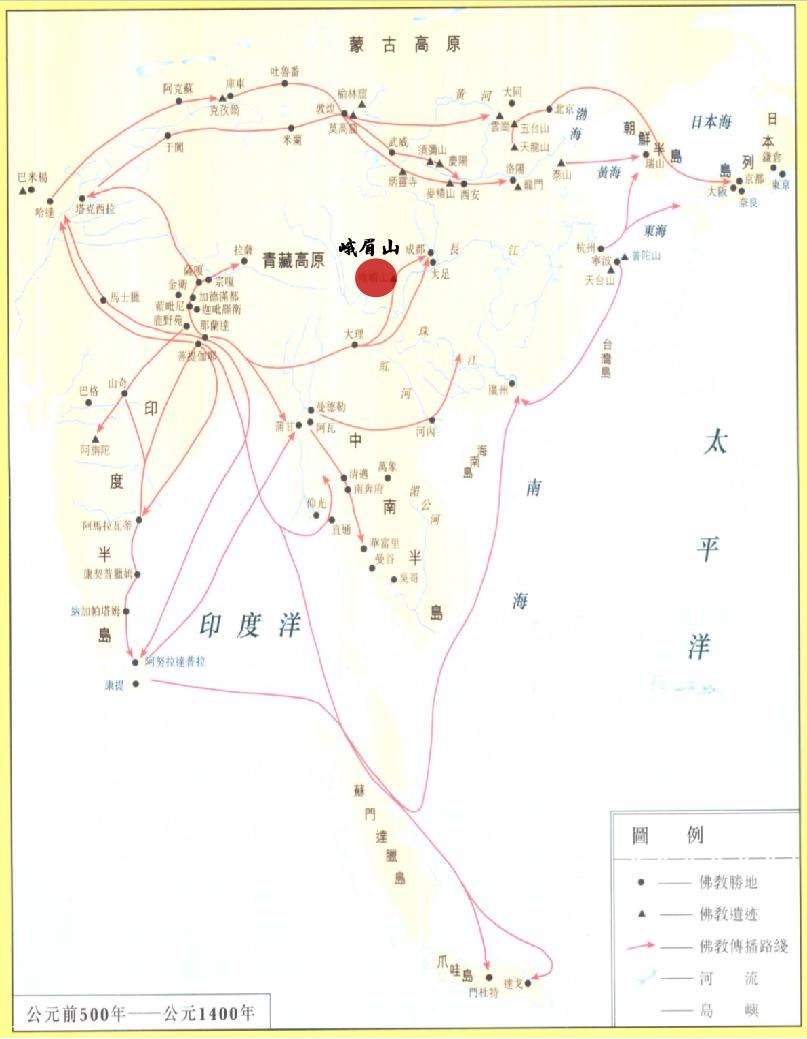 蒙古高原
吐魯番
阿克蘇
庫車
克孜爾
榆林窟
敦煌
莫高窟
黃河
大同
雲崗
五台山
天龍山
北京
渤海
朝鮮半島
瑞山
日本海
日本列島
鎌倉
東京
京都
大阪
奈良
于闐
米蘭
武威
須彌山
慶陽
炳靈寺
麥積山
西安
洛陽
龍門
泰山
黃海
東海
巴米楊
哈達
塔克西拉
拉薩
青藏高原
峨眉山
成都
大足
長江
杭州
寧波
普陀山
天台山
宗嘎
金衛
加德滿都
藍毗尼
迦毗羅衛
鹿野苑
那蘭達
菩提伽耶
馬士臘
大理
珠江
紅河
台灣島
廣州
巴格
山奇
印度半島
阿旃陀
曼德勒
蒲甘
阿瓦
河內
中南半島
海南島
太平洋
南海
清邁
萬象
南奔府
湄公河
仰光
直通
華富里
曼谷
吳哥
阿馬拉瓦蒂
康契普臘姆
納加帕塔姆
印度洋
阿努拉達普拉
康提
蘇門達臘島
爪哇島
門杜特
達戈
圖例
佛教勝地
佛教遺迹
佛教傳播路綫
河流
島嶼
公元前500年——公元1400年